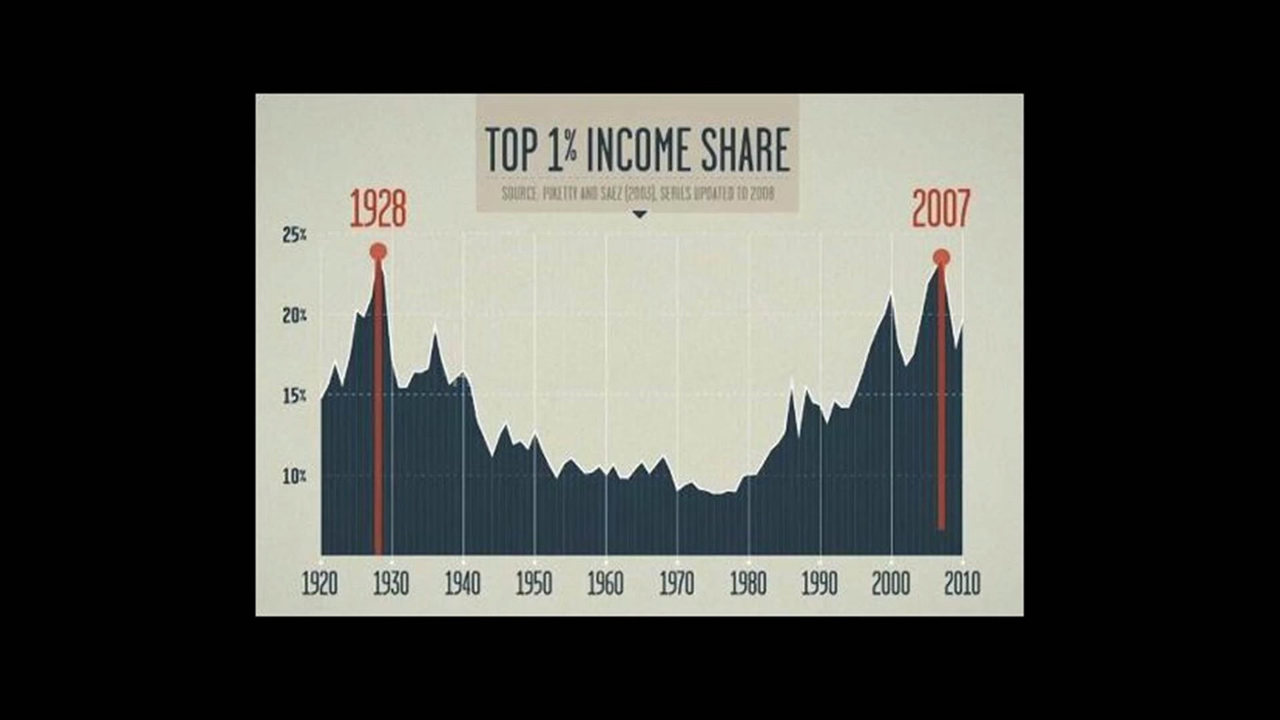 TOP 1% INCOME SHARE
SOURCE: PIKETTY AND SAEZ (2003), SERIES UPDATED TO 2008
1928
2007
25%
20%
15%
10%
1920 1930 1940 1950 1960 1970 1980 1990 2000 2010